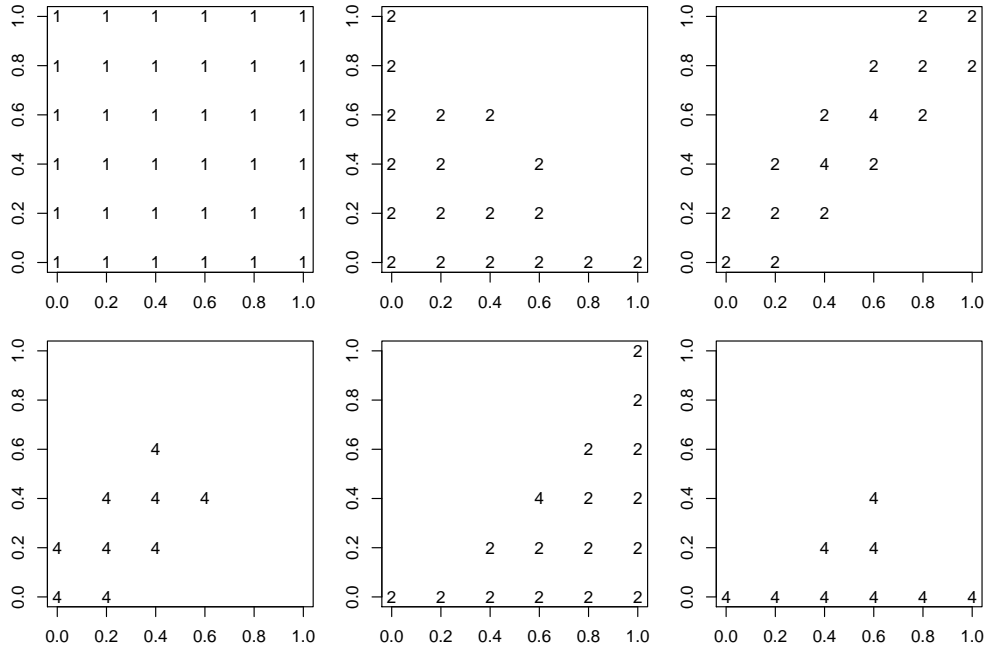 1.0 1 1 1 1 1 1
0.8 1 1 1 1 1 1
0.6 1 1 1 1 1 1
0.4 1 1 1 1 1 1
0.2 1 1 1 1 1 1
0.0 1 1 1 1 1 1
0.0 0.2 0.4 0.6 0.8 1.0
1.0 2
0.8 2
0.6 2 2 2
0.4 2 2 2
0.2 2 2 2 2
0.0 2 2 2 2 2 2
0.0 0.2 0.4 0.6 0.8 1.0
1.0 2 2
0.8 2 2 2
0.6 2 4 2
0.4 2 4 2
0.2 2 2 2
0.0 2 2
0.0 0.2 0.4 0.6 0.8 1.0
1.0
0.8
0.6 4
0.4 4 4 4
0.2 4 4 4
0.0 4 4
0.0 0.2 0.4 0.6 0.8 1.0
1.0 2
0.8 2
0.6 2 2
0.4 4 2 2
0.2 2 2 2 2
0.0 2 2 2 2 2 2
0.0 0.2 0.4 0.6 0.8 1.0
1.0
0.8
0.6
0.4 4
0.2 4 4
0.0 4 4 4 4 4 4
0.0 0.2 0.4 0.6 0.8 1.0